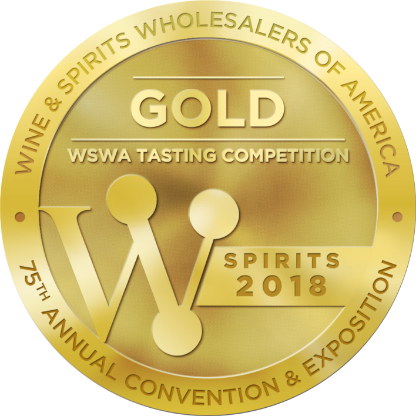 WINE & SPIRITS WHOLESALERS OF AMERICA
GOLD
WSWA TASTING COMPETITION
SPIRITS
2018
75TH ANNUAL CONVENTION & EXPOSITION